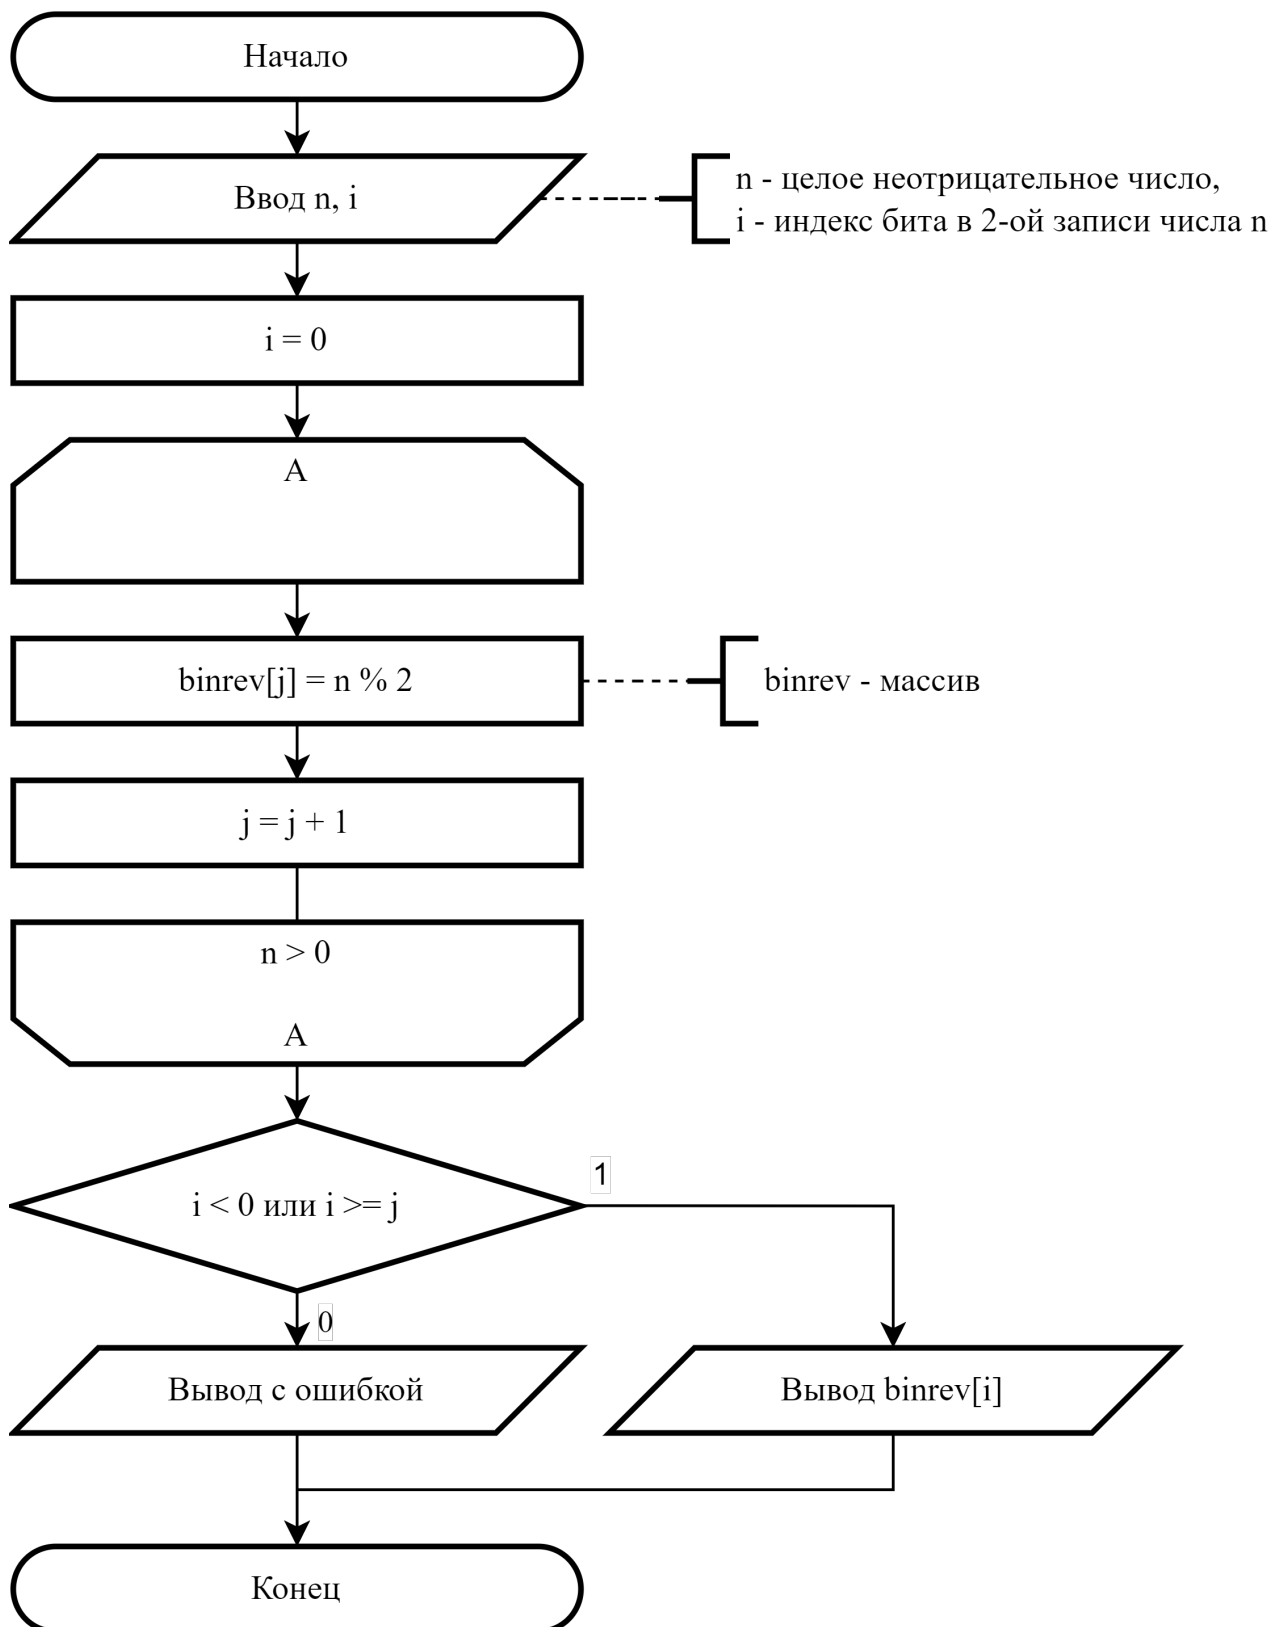 Начало
Ввод n, i
n - целое неотрицательное число,
i - индекс бита в 2-ой записи числа n
i = 0
A
binrev[j] = n % 2
binrev - массив
j = j + 1
n > 0
A
i < 0 или i >= j
1
0
Вывод с ошибкой
Вывод binrev[i]
Конец